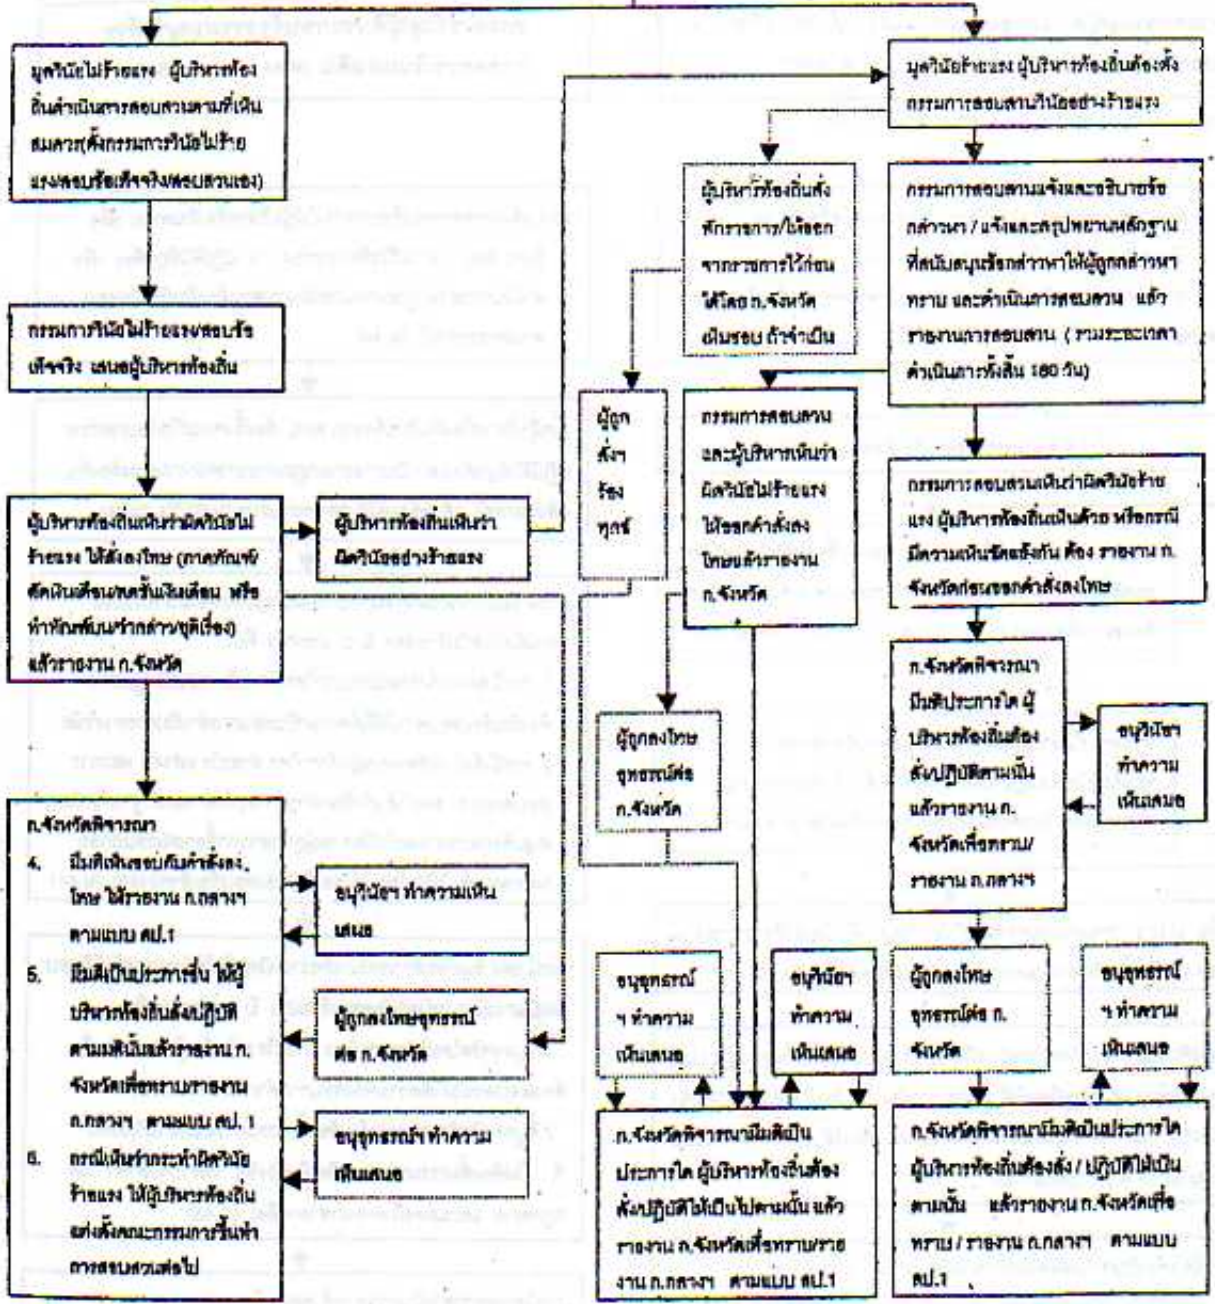 มูลวินัยไม่ร้ายแรง ผู้บริหารท้อง
ถิ่นดำเนินการสอบสวนตามที่เห็น
สมควร(ตั้งกรรมการวินัยไม่ร้าย
แรง/สอบข้อเท็จจริง/สอบสวนเอง)
กรรมการวินัยไม่ร้ายแรง/สอบข้อ
เท็จจริง เสนอผู้บริหารท้องถิ่น
ผู้บริหารท้องถิ่นเห็นว่าผิดวินัยไม่
ร้ายแรง ให้สั่งลงโทษ (ภาคทัณฑ์/
ตัดเงินเดือน/ลดขั้นเงินเดือน หรือ
ทำทัณฑ์บน/ว่ากล่าว/ยุติเรื่อง)
แล้วรายงาน ก.จังหวัด
ผู้บริหารท้องถิ่นเห็นว่า
ผิดวินัยอย่างร้ายแรง
ก.จังหวัดพิจารณา
4. มีมติเห็นชอบกับคำสั่งลง
โทษ ให้รายงาน ก.กลางฯ
ตามแบบ ศป.1
5. มีมติเป็นประการอื่น ให้ผู้
บริหารท้องถิ่นสั่ง/ปฏิบัติ
ตามมตินั้นแล้วรายงาน ก.
จังหวัดเพื่อทราบ/รายงาน
ก.กลางฯ ตามแบบ ศป. 1
6. กรณีเห็นว่ากระทำผิดวินัย
ร้ายแรง ให้ผู้บริหารท้องถิ่น
แต่งตั้งคณะกรรมการขึ้นทำ
การสอบสวนต่อไป
อนุวินัยฯ ทำความเห็น
เสนอ
ผู้ถูกลงโทษอุทธรณ์
ต่อ ก.จังหวัด
อนุอุทธรณ์ฯ ทำความ
เห็นเสนอ
มูลวินัยร้ายแรง ผู้บริหารท้องถิ่นต้องตั้ง
กรรมการสอบสวนวินัยอย่างร้ายแรง
ผู้บริหารท้องถิ่นสั่ง
พักราชการ/ให้ออก
จากราชการไว้ก่อน
ได้โดย ก.จังหวัด
เห็นชอบ ถ้าจำเป็น
กรรมการสอบสวนแจ้งและอธิบายข้อ
กล่าวหา / แจ้งและสรุปพยานหลักฐาน
ที่สนับสนุนข้อกล่าวหาให้ผู้ถูกกล่าวหา
ทราบ และดำเนินการสอบสวน แล้ว
รายงานการสอบสวน ( รวมระยะเวลา
ดำเนินการทั้งสิ้น 180 วัน)
ผู้ถูก
สั่งฯ
ร้อง
ทุกข์
กรรมการสอบสวน
และผู้บริหารเห็นว่า
ผิดวินัยไม่ร้ายแรง
ให้ออกคำสั่งลง
โทษแล้วรายงาน
ก.จังหวัด
กรรมการสอบสวนเห็นว่าผิดวินัยร้าย
แรง ผู้บริหารท้องถิ่นเห็นด้วย หรือกรณี
มีความเห็นขัดแย้งกัน ต้อง รายงาน ก.
จังหวัดก่อนออกคำสั่งลงโทษ
ผู้ถูกลงโทษ
อุทธรณ์ต่อ
ก.จังหวัด
ก.จังหวัดพิจารณา
มีมติประการใด ผู้
บริหารท้องถิ่นต้อง
สั่ง/ปฏิบัติตามนั้น
แล้วรายงาน ก.
จังหวัดเพื่อทราบ/
รายงาน ก.กลางฯ
อนุวินัยฯ
ทำความ
เห็นเสนอ
อนุอุทธรณ์
ฯ ทำความ
เห็นเสนอ
อนุวินัยฯ
ทำความ
เห็นเสนอ
ผู้ถูกลงโทษ
อุทธรณ์ต่อ ก.
จังหวัด
อนุอุทธรณ์
ฯ ทำความ
เห็นเสนอ
ก.จังหวัดพิจารณามีมติเป็น
ประการใด ผู้บริหารท้องถิ่นต้อง
สั่ง/ปฏิบัติให้เป็นไปตามนั้น แล้ว
รายงาน ก.จังหวัดเพื่อทราบ/ราย
งาน ก.กลางฯ ตามแบบ ศป.1
ก.จังหวัดพิจารณามีมติเป็นประการใด
ผู้บริหารท้องถิ่นต้องสั่ง / ปฏิบัติให้เป็น
ตามนั้น แล้วรายงาน ก.จังหวัดเพื่อ
ทราบ / รายงาน ก.กลางฯ ตามแบบ
ศป.1